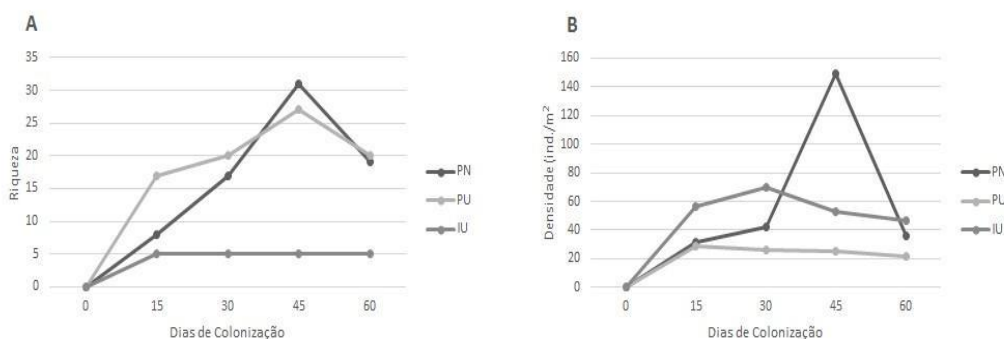 A
35
30
25
20
15
10
5
0
Riqueza
0 15 30 45 60
Dias de Colonização
PN
PU
IU
B
160
140
120
100
80
60
40
20
0
Densidade (ind./m²
0 15 30 45 60
Dias de Colonização
PN
PU
IU